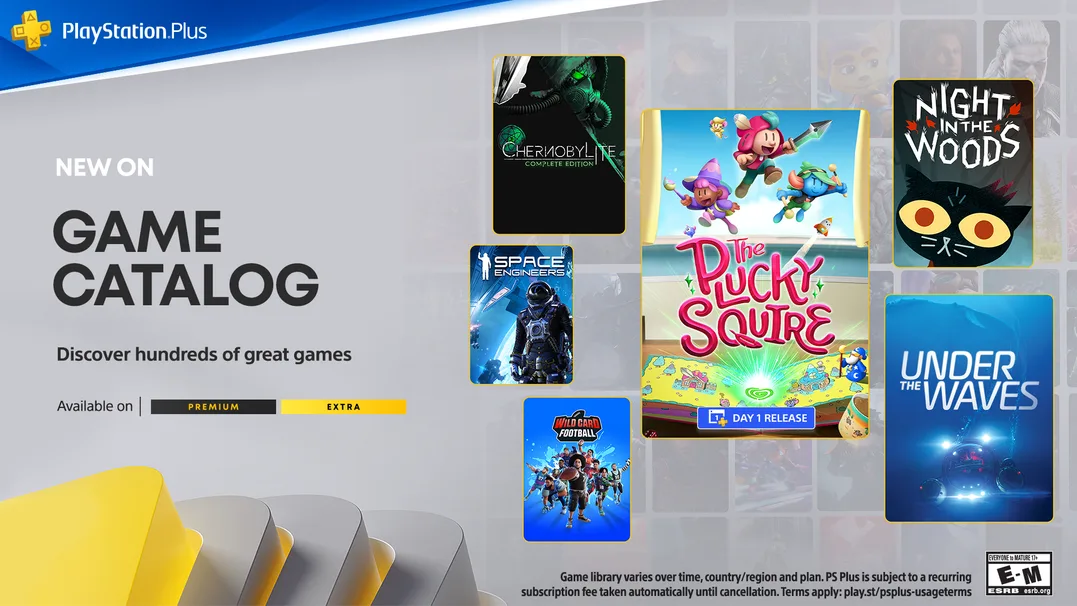 PlayStation.Plus
NEW ON
GAME
CATALOG
Discover hundreds of great games
Available on
PREMIUM
EXTRA
CHERNOBYLITE
COMPLETE EDITION
SPACE
ENGINEERS
WILD CARD
FOOTBALL
The
PLUCKY
SQUIRE
DAY 1 RELEASE
NIGHT
IN THE
WOODS
UNDER
THE WAVES
Game library varies over time, country/region and plan. PS Plus is subject to a recurring
subscription fee taken automatically until cancellation. Terms apply: play.st/psplus-usageterms
EVERYONE to MATURE 17+
E-M
ESRB esrb.org